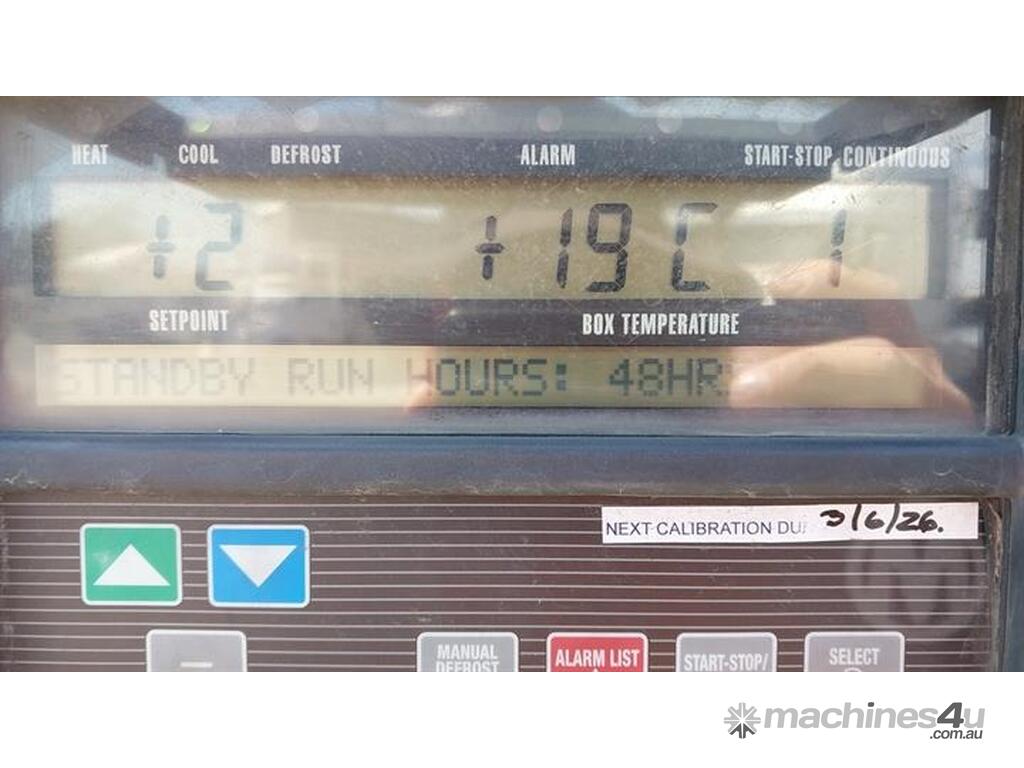 HEAT COOL DEFROST ALARM START-STOP CONTINUOUS
+2 +19C 1
SETPOINT BOX TEMPERATURE
STANDBY RUN HOURS: 48HR
NEXT CALIBRATION DU 3/6/26.
MANUAL DEFROST
ALARM LIST
START-STOP/
SELECT
machines4u
.com.au